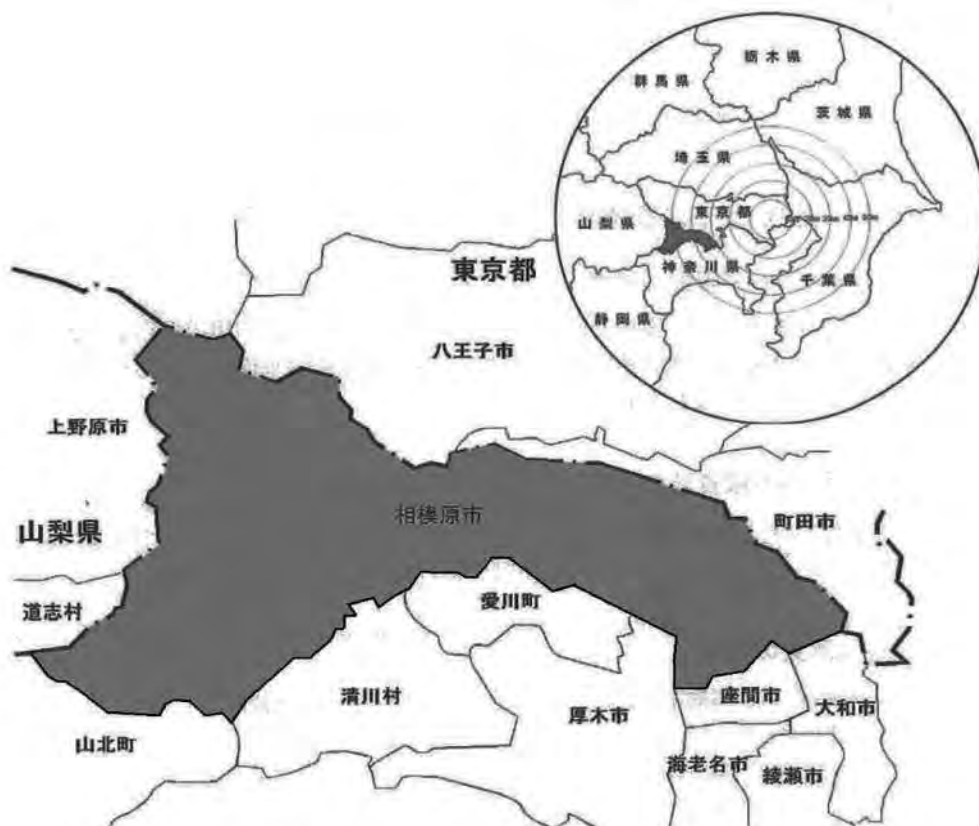 栃木県
群馬県
茨城県
埼玉県
東京都
山梨県
神奈川県
千葉県
静岡県
東京都
八王子市
上野原市
相模原市
町田市
山梨県
道志村
愛川町
清川村
座間市
厚木市
大和市
山北町
海老名市
綾瀬市